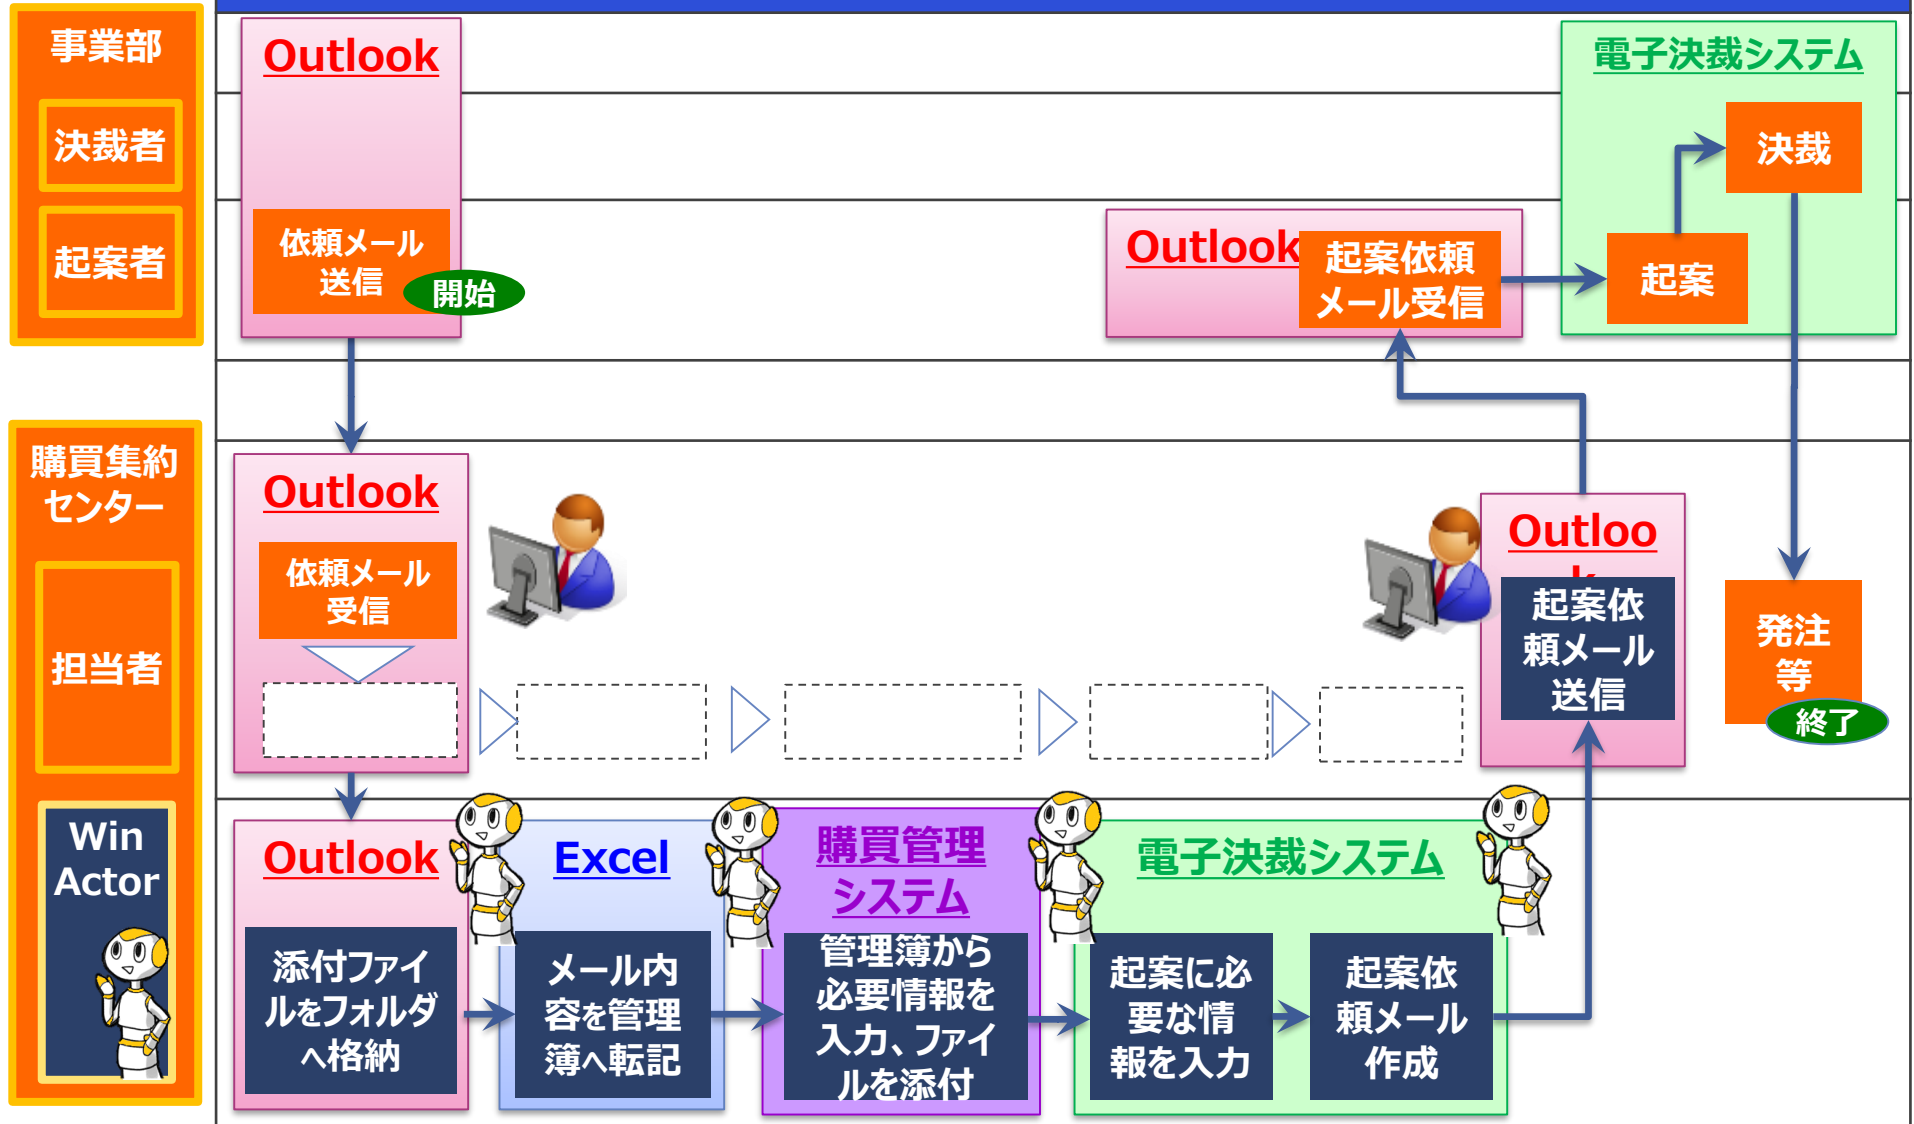 事業部
決裁者
起案者
Outlook
依頼メール
送信
開始
Outlook
起案依頼
メール受信
電子決裁システム
決裁
起案
購買集約
センター
担当者
Outlook
依頼メール
受信
Outloo
k
起案依
頼メール
送信
発注
等
終了
Win
Actor
Outlook
添付ファイ
ルをフォルダ
へ格納
Excel
メール内
容を管理
簿へ転記
購買管理
システム
管理簿から
必要情報を
入力、ファイ
ルを添付
電子決裁システム
起案に必
要な情
報を入力
起案依
頼メール
作成